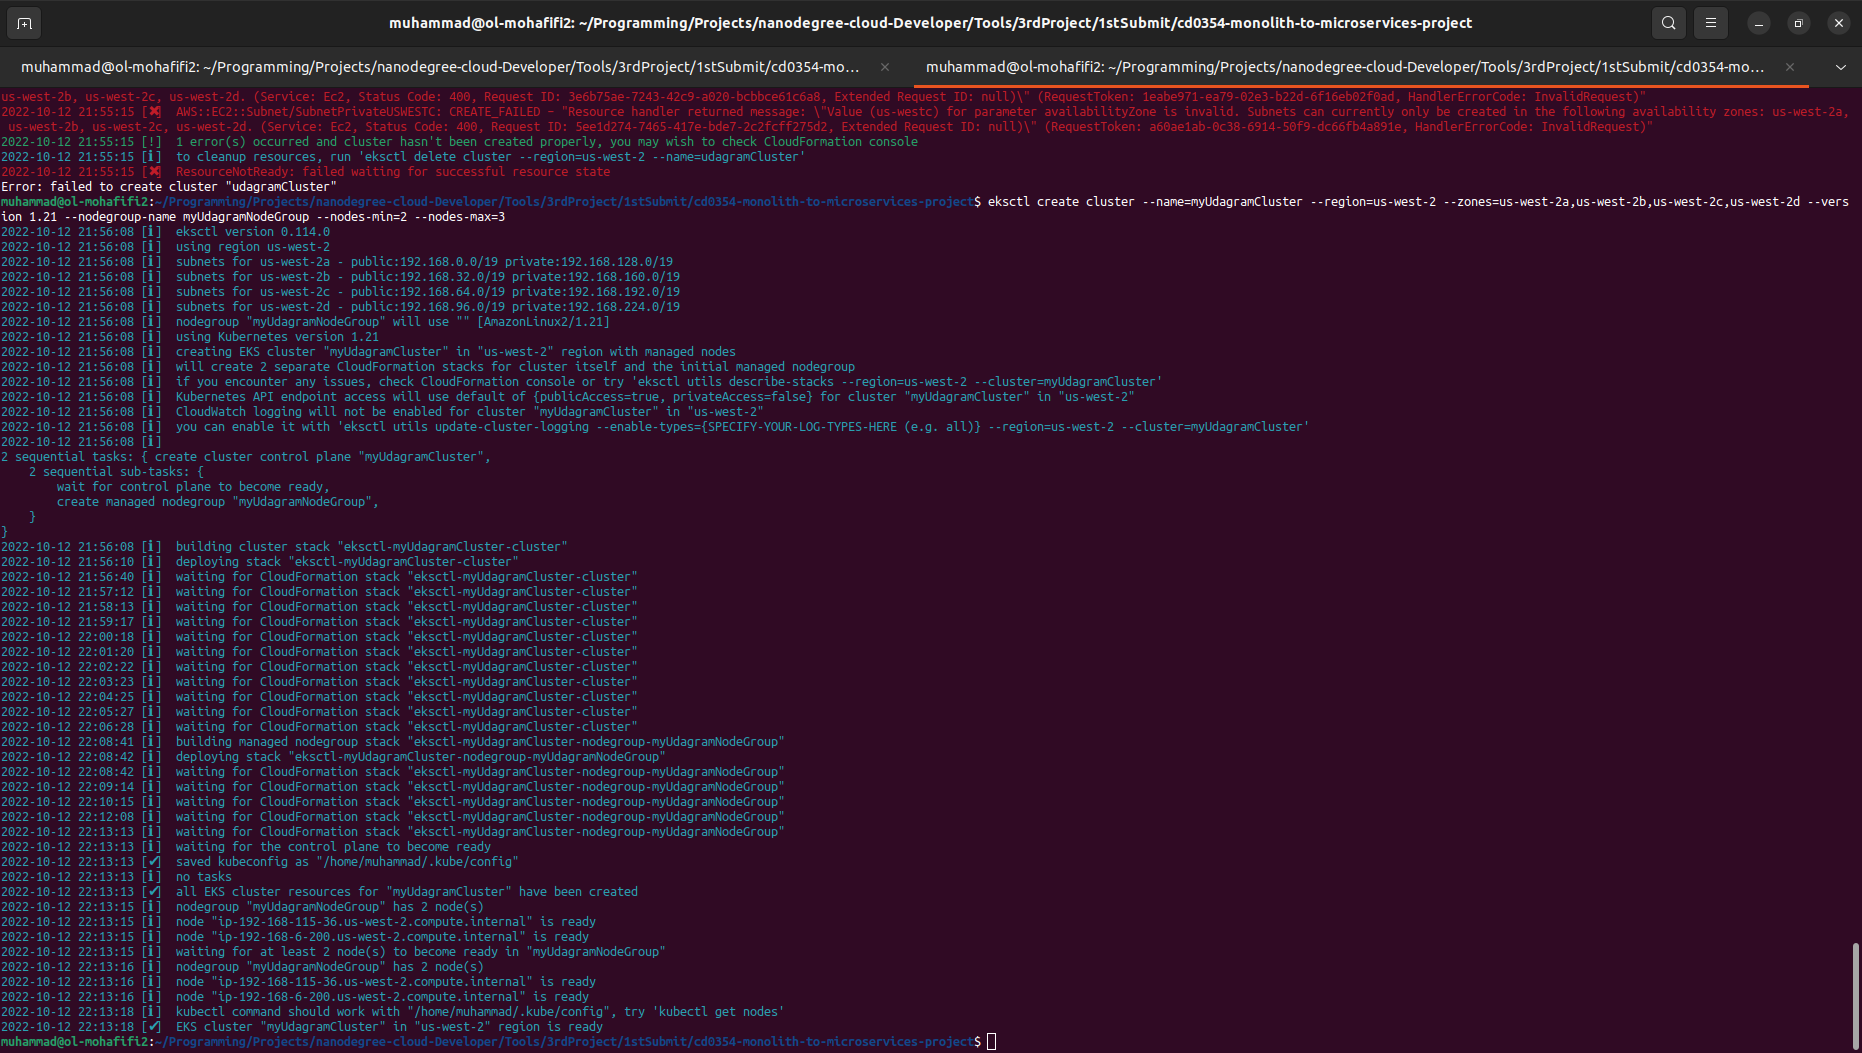 muhammad@ol-mohafifi2: ~/Programming/Projects/nanodegree-cloud-Developer/Tools/3rdProject/1stSubmit/cd0354-monolith-to-microservices-project
muhammad@ol-mohafifi2: ~/Programming/Projects/nanodegree-cloud-Developer/Tools/3rdProject/1stSubmit/cd0354-mo...
muhammad@ol-mohafifi2: ~/Programming/Projects/nanodegree-cloud-Developer/Tools/3rdProject/1stSubmit/cd0354-mo...
us-west-2b, us-west-2c, us-west-2d. (Service: Ec2, Status Code: 400, Request ID: 3e6b75ae-7243-42c9-a020-bcbbce61c6a8, Extended Request ID: null)\" (RequestToken: 1eabe971-ea79-02e3-b22d-6f16eb02f0ad, HandlerErrorCode: InvalidRequest)"
2022-10-12 21:55:15 [✖]  AWS::EC2::Subnet/SubnetPrivateUSWESTC: CREATE_FAILED – "Resource handler returned message: \"Value (us-westc) for parameter availabilityZone is invalid. Subnets can currently only be created in the following availability zones: us-west-2a,
 us-west-2b, us-west-2c, us-west-2d. (Service: Ec2, Status Code: 400, Request ID: 5ee1d274-7465-417e-bde7-2c2fcff275d2, Extended Request ID: null)\" (RequestToken: a60ae1ab-0c38-6914-50f9-dc66fb4a891e, HandlerErrorCode: InvalidRequest)"
2022-10-12 21:55:15 [!]  1 error(s) occurred and cluster hasn't been created properly, you may wish to check CloudFormation console
2022-10-12 21:55:15 [ℹ]  to cleanup resources, run 'eksctl delete cluster --region=us-west-2 --name=udagramCluster'
2022-10-12 21:55:15 [✖]  ResourceNotReady: failed waiting for successful resource state
Error: failed to create cluster "udagramCluster"
muhammad@ol-mohafifi2:~/Programming/Projects/nanodegree-cloud-Developer/Tools/3rdProject/1stSubmit/cd0354-monolith-to-microservices-project$ eksctl create cluster --name=myUdagramCluster --region=us-west-2 --zones=us-west-2a,us-west-2b,us-west-2c,us-west-2d --vers
ion 1.21 --nodegroup-name myUdagramNodeGroup --nodes-min=2 --nodes-max=3
2022-10-12 21:56:08 [ℹ]  eksctl version 0.114.0
2022-10-12 21:56:08 [ℹ]  using region us-west-2
2022-10-12 21:56:08 [ℹ]  subnets for us-west-2a - public:192.168.0.0/19 private:192.168.128.0/19
2022-10-12 21:56:08 [ℹ]  subnets for us-west-2b - public:192.168.32.0/19 private:192.168.160.0/19
2022-10-12 21:56:08 [ℹ]  subnets for us-west-2c - public:192.168.64.0/19 private:192.168.192.0/19
2022-10-12 21:56:08 [ℹ]  subnets for us-west-2d - public:192.168.96.0/19 private:192.168.224.0/19
2022-10-12 21:56:08 [ℹ]  nodegroup "myUdagramNodeGroup" will use "" [AmazonLinux2/1.21]
2022-10-12 21:56:08 [ℹ]  using Kubernetes version 1.21
2022-10-12 21:56:08 [ℹ]  creating EKS cluster "myUdagramCluster" in "us-west-2" region with managed nodes
2022-10-12 21:56:08 [ℹ]  will create 2 separate CloudFormation stacks for cluster itself and the initial managed nodegroup
2022-10-12 21:56:08 [ℹ]  if you encounter any issues, check CloudFormation console or try 'eksctl utils describe-stacks --region=us-west-2 --cluster=myUdagramCluster'
2022-10-12 21:56:08 [ℹ]  Kubernetes API endpoint access will use default of {publicAccess=true, privateAccess=false} for cluster "myUdagramCluster" in "us-west-2"
2022-10-12 21:56:08 [ℹ]  CloudWatch logging will not be enabled for cluster "myUdagramCluster" in "us-west-2"
2022-10-12 21:56:08 [ℹ]  you can enable it with 'eksctl utils update-cluster-logging --enable-types={SPECIFY-YOUR-LOG-TYPES-HERE (e.g. all)} --region=us-west-2 --cluster=myUdagramCluster'
2022-10-12 21:56:08 [ℹ]
2 sequential tasks: { create cluster control plane "myUdagramCluster",
    2 sequential sub-tasks: {
        wait for control plane to become ready,
        create managed nodegroup "myUdagramNodeGroup",
    }
}
2022-10-12 21:56:08 [ℹ]  building cluster stack "eksctl-myUdagramCluster-cluster"
2022-10-12 21:56:10 [ℹ]  deploying stack "eksctl-myUdagramCluster-cluster"
2022-10-12 21:56:40 [ℹ]  waiting for CloudFormation stack "eksctl-myUdagramCluster-cluster"
2022-10-12 21:57:12 [ℹ]  waiting for CloudFormation stack "eksctl-myUdagramCluster-cluster"
2022-10-12 21:58:13 [ℹ]  waiting for CloudFormation stack "eksctl-myUdagramCluster-cluster"
2022-10-12 21:59:17 [ℹ]  waiting for CloudFormation stack "eksctl-myUdagramCluster-cluster"
2022-10-12 22:00:18 [ℹ]  waiting for CloudFormation stack "eksctl-myUdagramCluster-cluster"
2022-10-12 22:01:20 [ℹ]  waiting for CloudFormation stack "eksctl-myUdagramCluster-cluster"
2022-10-12 22:02:22 [ℹ]  waiting for CloudFormation stack "eksctl-myUdagramCluster-cluster"
2022-10-12 22:03:23 [ℹ]  waiting for CloudFormation stack "eksctl-myUdagramCluster-cluster"
2022-10-12 22:04:25 [ℹ]  waiting for CloudFormation stack "eksctl-myUdagramCluster-cluster"
2022-10-12 22:05:27 [ℹ]  waiting for CloudFormation stack "eksctl-myUdagramCluster-cluster"
2022-10-12 22:06:28 [ℹ]  waiting for CloudFormation stack "eksctl-myUdagramCluster-cluster"
2022-10-12 22:08:41 [ℹ]  building managed nodegroup stack "eksctl-myUdagramCluster-nodegroup-myUdagramNodeGroup"
2022-10-12 22:08:42 [ℹ]  deploying stack "eksctl-myUdagramCluster-nodegroup-myUdagramNodeGroup"
2022-10-12 22:08:42 [ℹ]  waiting for CloudFormation stack "eksctl-myUdagramCluster-nodegroup-myUdagramNodeGroup"
2022-10-12 22:09:14 [ℹ]  waiting for CloudFormation stack "eksctl-myUdagramCluster-nodegroup-myUdagramNodeGroup"
2022-10-12 22:10:15 [ℹ]  waiting for CloudFormation stack "eksctl-myUdagramCluster-nodegroup-myUdagramNodeGroup"
2022-10-12 22:12:08 [ℹ]  waiting for CloudFormation stack "eksctl-myUdagramCluster-nodegroup-myUdagramNodeGroup"
2022-10-12 22:13:13 [ℹ]  waiting for CloudFormation stack "eksctl-myUdagramCluster-nodegroup-myUdagramNodeGroup"
2022-10-12 22:13:13 [ℹ]  waiting for the control plane to become ready
2022-10-12 22:13:13 [✔]  saved kubeconfig as "/home/muhammad/.kube/config"
2022-10-12 22:13:13 [ℹ]  no tasks
2022-10-12 22:13:13 [✔]  all EKS cluster resources for "myUdagramCluster" have been created
2022-10-12 22:13:15 [ℹ]  nodegroup "myUdagramNodeGroup" has 2 node(s)
2022-10-12 22:13:15 [ℹ]  node "ip-192-168-115-36.us-west-2.compute.internal" is ready
2022-10-12 22:13:15 [ℹ]  node "ip-192-168-6-200.us-west-2.compute.internal" is ready
2022-10-12 22:13:15 [ℹ]  waiting for at least 2 node(s) to become ready in "myUdagramNodeGroup"
2022-10-12 22:13:16 [ℹ]  nodegroup "myUdagramNodeGroup" has 2 node(s)
2022-10-12 22:13:16 [ℹ]  node "ip-192-168-115-36.us-west-2.compute.internal" is ready
2022-10-12 22:13:16 [ℹ]  node "ip-192-168-6-200.us-west-2.compute.internal" is ready
2022-10-12 22:13:18 [ℹ]  kubectl command should work with "/home/muhammad/.kube/config", try 'kubectl get nodes'
2022-10-12 22:13:18 [✔]  EKS cluster "myUdagramCluster" in "us-west-2" region is ready
muhammad@ol-mohafifi2:~/Programming/Projects/nanodegree-cloud-Developer/Tools/3rdProject/1stSubmit/cd0354-monolith-to-microservices-project$